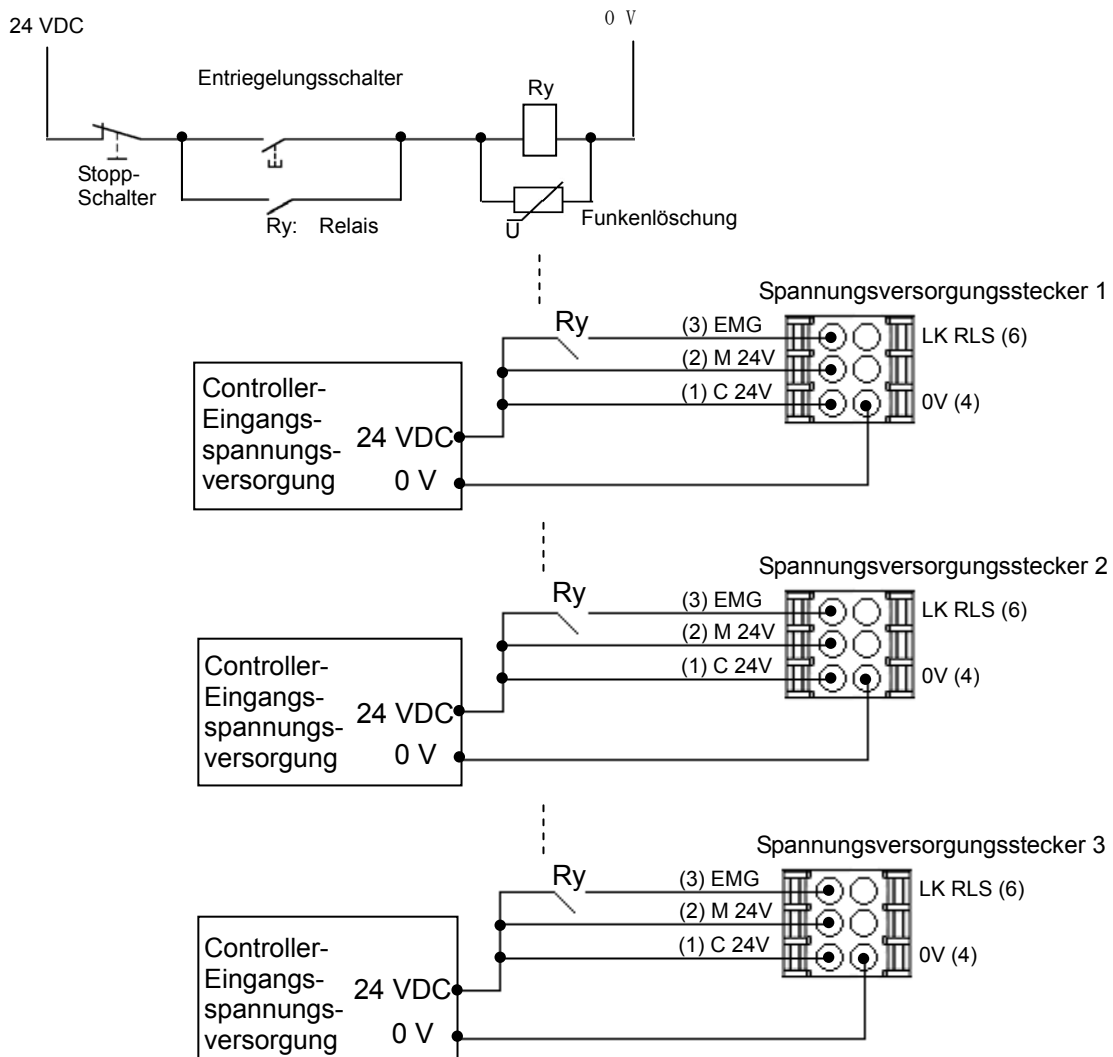 24 VDC
0 V
Entriegelungsschalter
Ry
Stopp-
Schalter
Ry: Relais
U
Funkenlöschung
Spannungsversorgungsstecker 1
Ry
(3) EMG
LK RLS (6)
(2) M 24V
(1) C 24V
0V (4)
Controller-
Eingangs-
spannungs-
versorgung
24 VDC
0 V
Spannungsversorgungsstecker 2
Ry
(3) EMG
LK RLS (6)
(2) M 24V
(1) C 24V
0V (4)
Controller-
Eingangs-
spannungs-
versorgung
24 VDC
0 V
Spannungsversorgungsstecker 3
Ry
(3) EMG
LK RLS (6)
(2) M 24V
(1) C 24V
0V (4)
Controller-
Eingangs-
spannungs-
versorgung
24 VDC
0 V